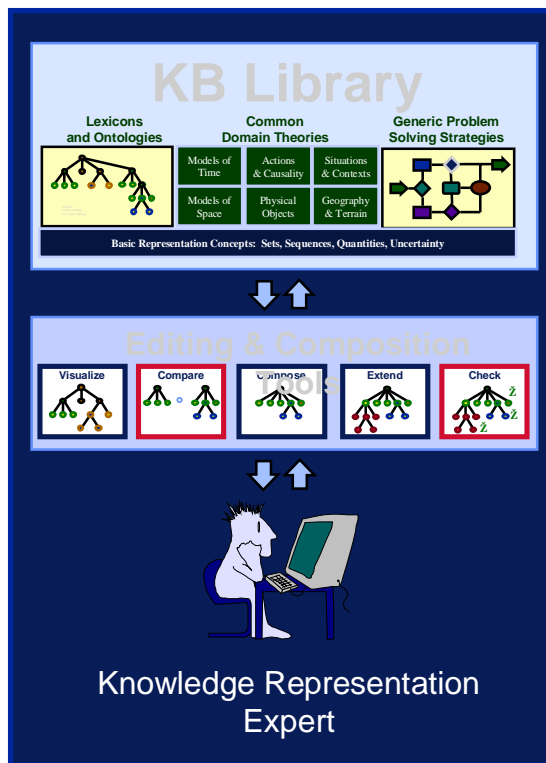 KB Library
Lexicons
and Ontologies
Common
Domain Theories
Generic Problem
Solving Strategies
Models of
Time
Actions
& Causality
Situations
& Contexts
Models of
Space
Physical
Objects
Geography
& Terrain
Basic Representation Concepts: Sets, Sequences, Quantities, Uncertainty
Editing & Composition
Tools
Visualize
Compare
Compose
Extend
Check
Ž
Ž
Ž
Knowledge Representation
Expert